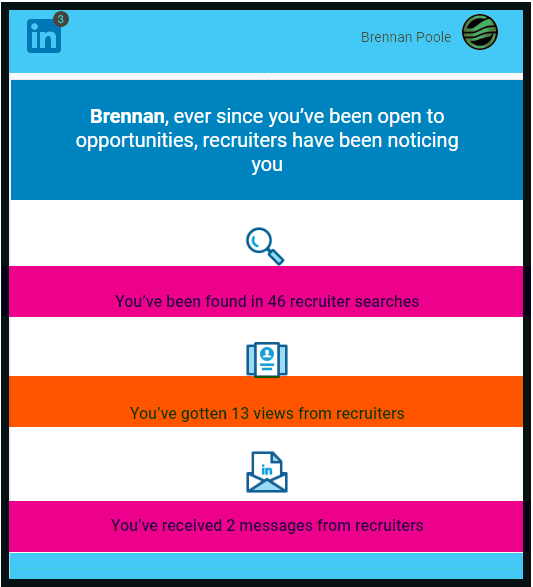 in
3
Brennan Poole
Brennan, ever since you've been open to
opportunities, recruiters have been noticing
you
You've been found in 46 recruiter searches
You've gotten 13 views from recruiters
in
You've received 2 messages from recruiters